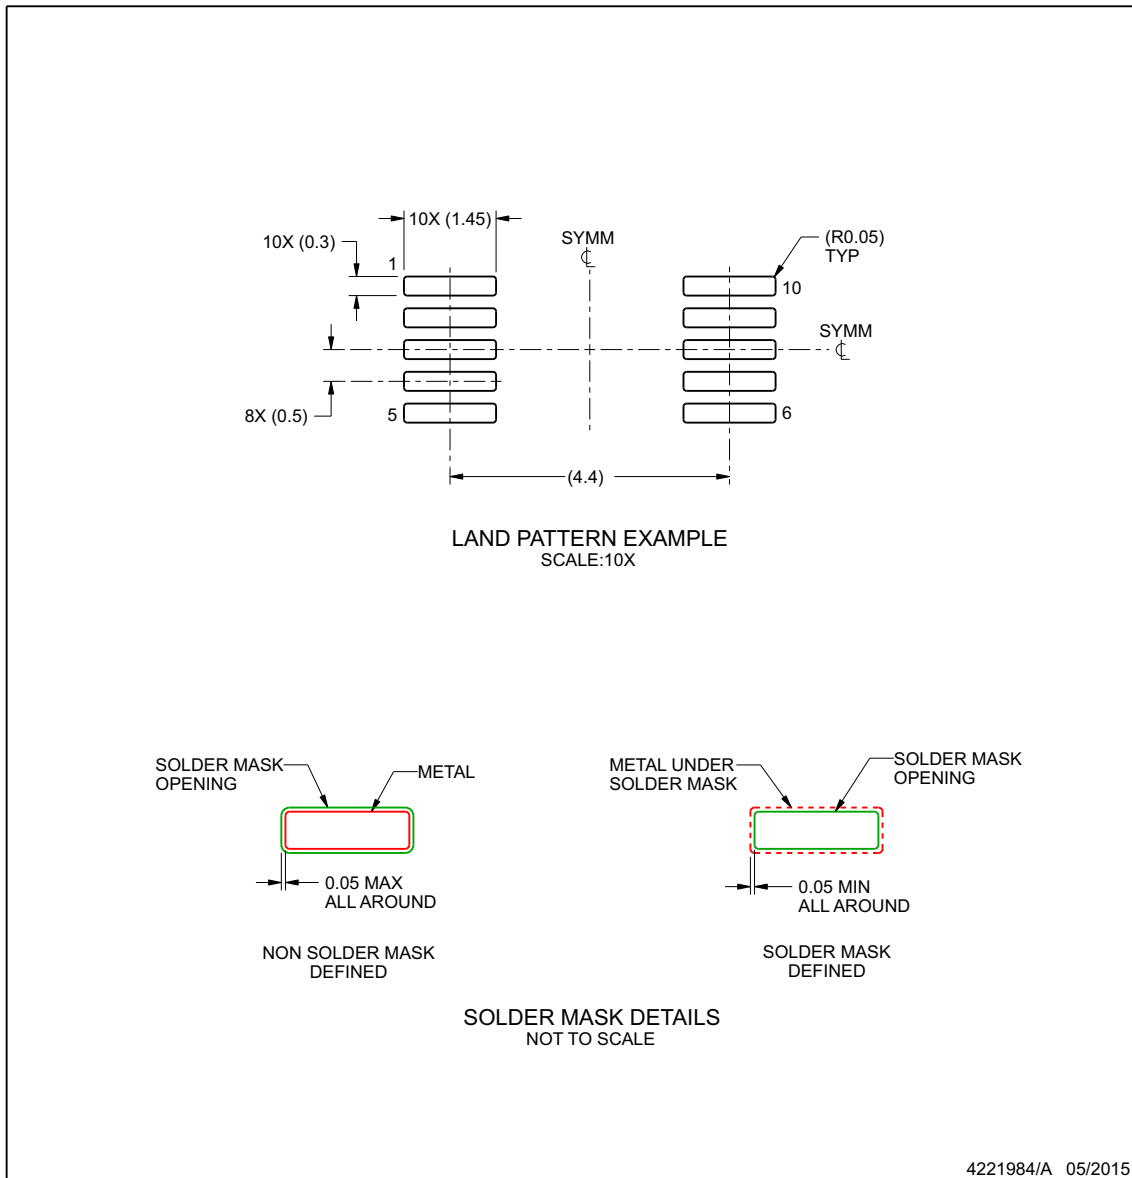 10X (1.45)
10X (0.3)
1
SYMM
℄
(R0.05)
TYP
10
SYMM
℄
8X (0.5)
5
6
(4.4)
LAND PATTERN EXAMPLE
SCALE:10X
SOLDER MASK
OPENING
METAL
0.05 MAX
ALL AROUND
NON SOLDER MASK
DEFINED
METAL UNDER
SOLDER MASK
SOLDER MASK
OPENING
0.05 MIN
ALL AROUND
SOLDER MASK
DEFINED
SOLDER MASK DETAILS
NOT TO SCALE
4221984/A 05/2015